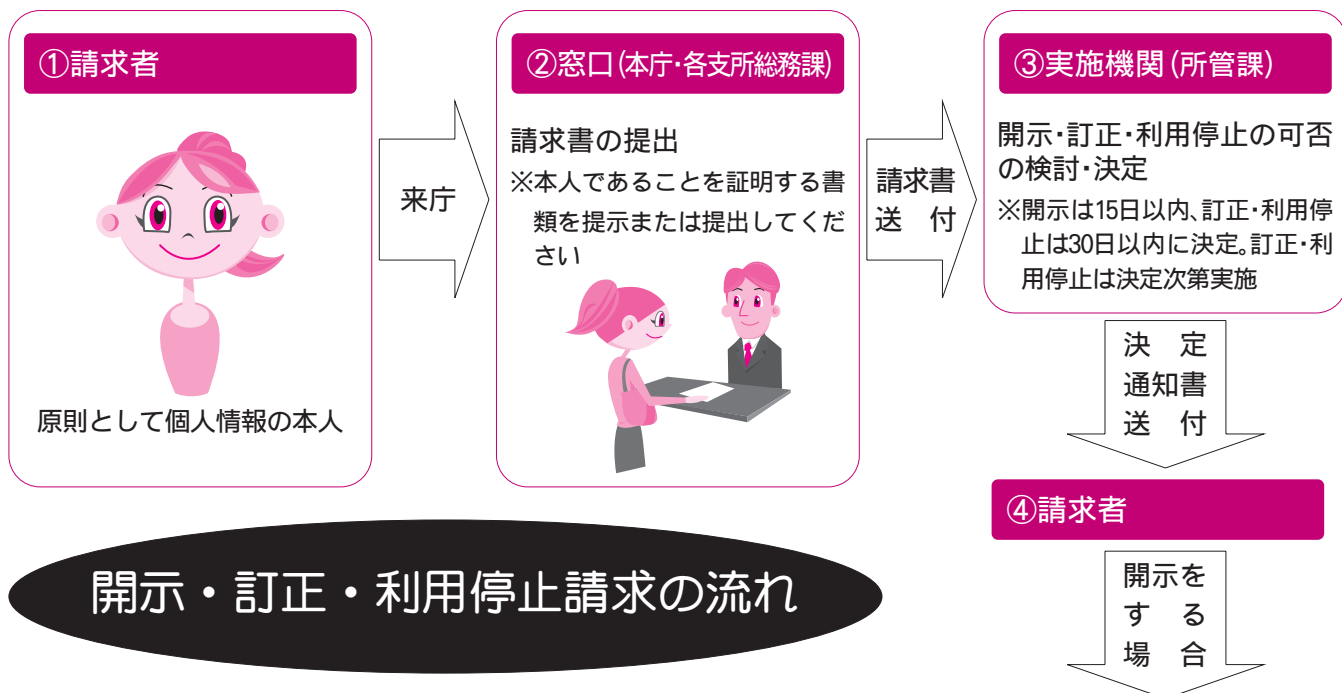 ①請求者
原則として個人情報の本人
来庁
②窓口(本庁・各支所総務課)
請求書の提出
※本人であることを証明する書
類を提示または提出してくだ
さい
請求書
送 付
③実施機関(所管課)
開示・訂正・利用停止の可否
の検討・決定
※開示は15日以内、訂正・利用停
止は30日以内に決定。訂正・利
用停止は決定次第実施
決 定
通知書
送 付
④請求者
開示を
す る
場 合
開示・訂正・利用停止請求の流れ